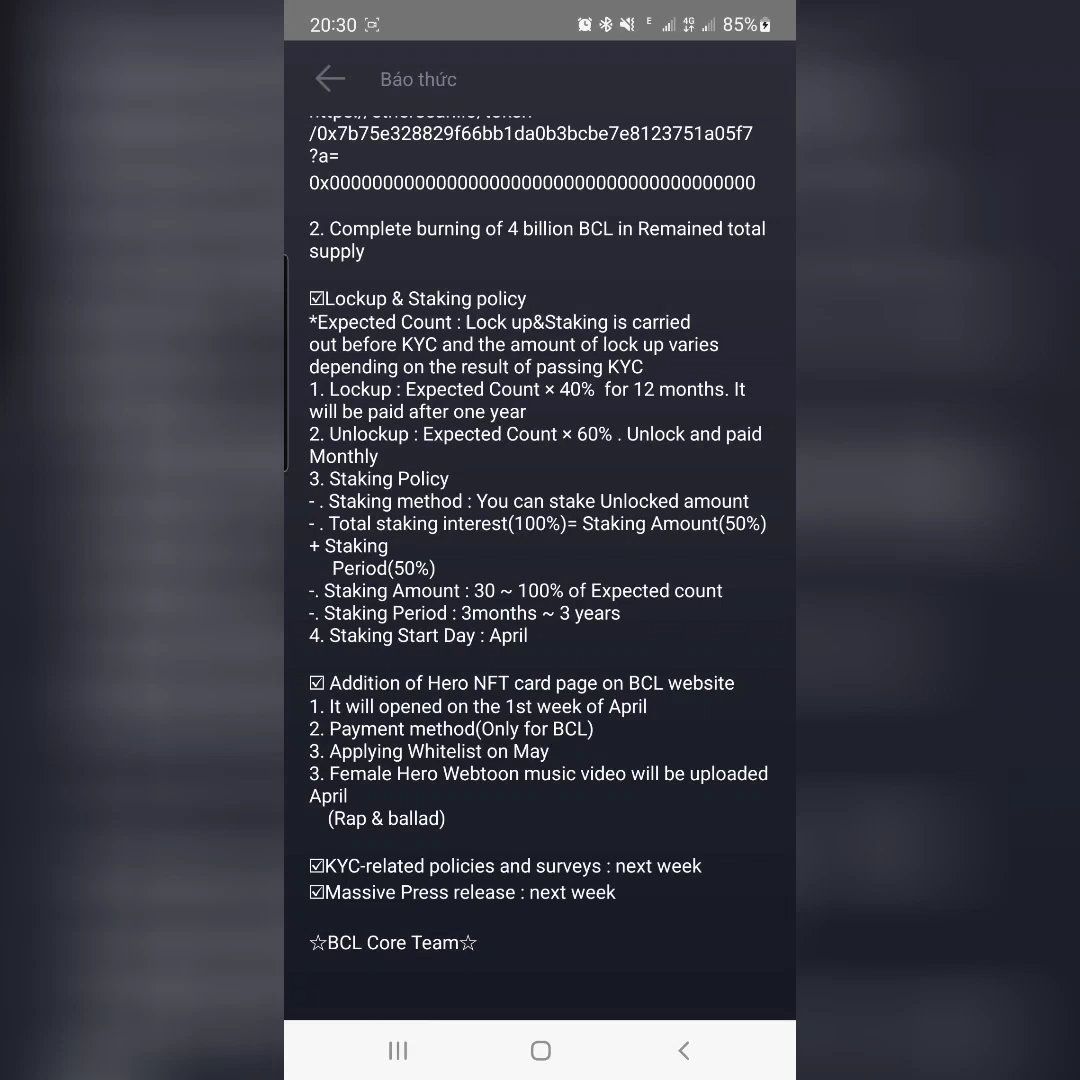 20:30
E
4G
85%
Báo thức
/0x7b75e328829f66bb1da0b3bcbe7e8123751a05f7
?a=
0x0000000000000000000000000000000000000000
2. Complete burning of 4 billion BCL in Remained total
supply
☑Lockup & Staking policy
*Expected Count : Lock up&Staking is carried
out before KYC and the amount of lock up varies
depending on the result of passing KYC
1. Lockup : Expected Count × 40%  for 12 months. It
will be paid after one year
2. Unlockup : Expected Count × 60% . Unlock and paid
Monthly
3. Staking Policy
- . Staking method : You can stake Unlocked amount
- . Total staking interest(100%)= Staking Amount(50%)
+ Staking
Period(50%)
-. Staking Amount : 30 ~ 100% of Expected count
-. Staking Period : 3months ~ 3 years
4. Staking Start Day : April
☑ Addition of Hero NFT card page on BCL website
1. It will opened on the 1st week of April
2. Payment method(Only for BCL)
3. Applying Whitelist on May
3. Female Hero Webtoon music video will be uploaded
April
(Rap & ballad)
☑KYC-related policies and surveys : next week
☑Massive Press release : next week
☆BCL Core Team☆